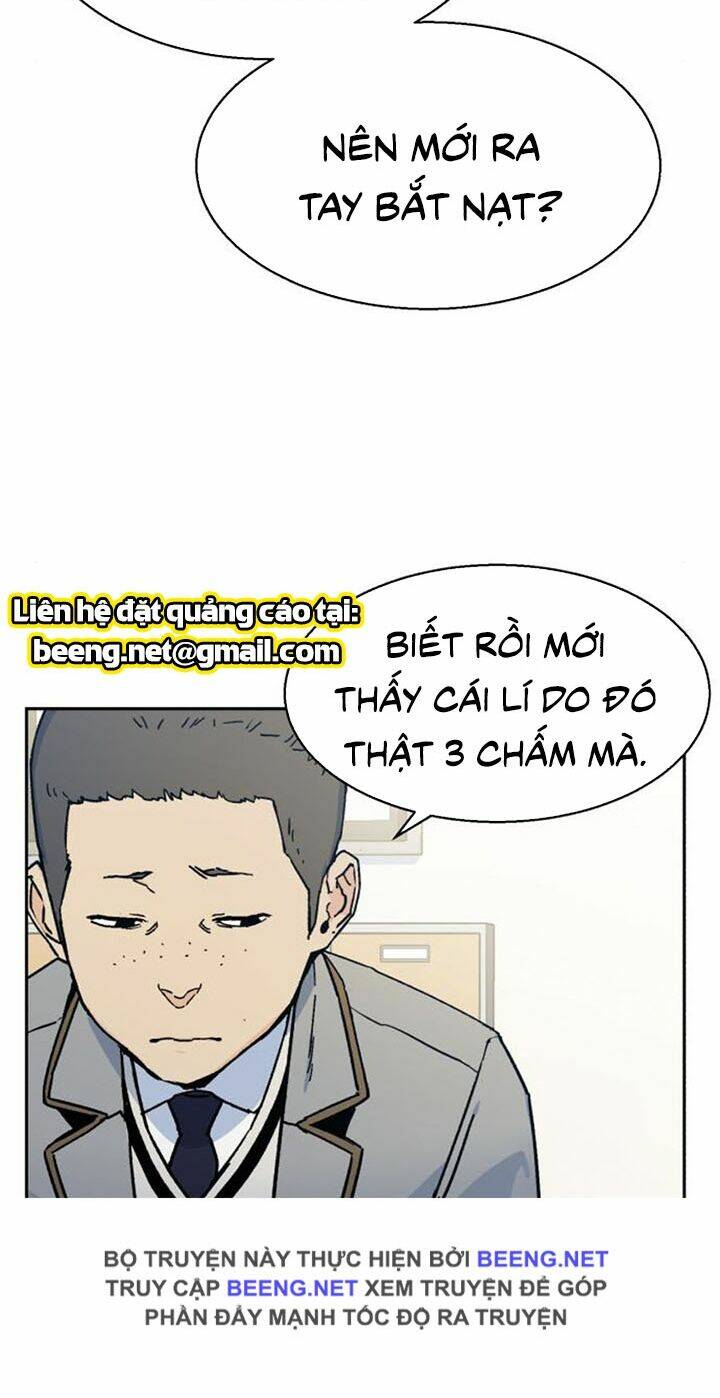 NÊN MỚI RA
TAY BẮT NẠT?
Liên hệ đặt quảng cáo tại:
beeng.net@gmail.com
BIẾT RỒI MỚI
THẤY CÁI LÍ DO ĐÓ
THẬT 3 CHẤM MÀ.
BỘ TRUYỆN NÀY THỰC HIỆN BỞI BEENG.NET
TRUY CẬP BEENG.NET XEM TRUYỆN ĐỂ GÓP
PHẦN ĐẨY MẠNH TỐC ĐỘ RA TRUYỆN